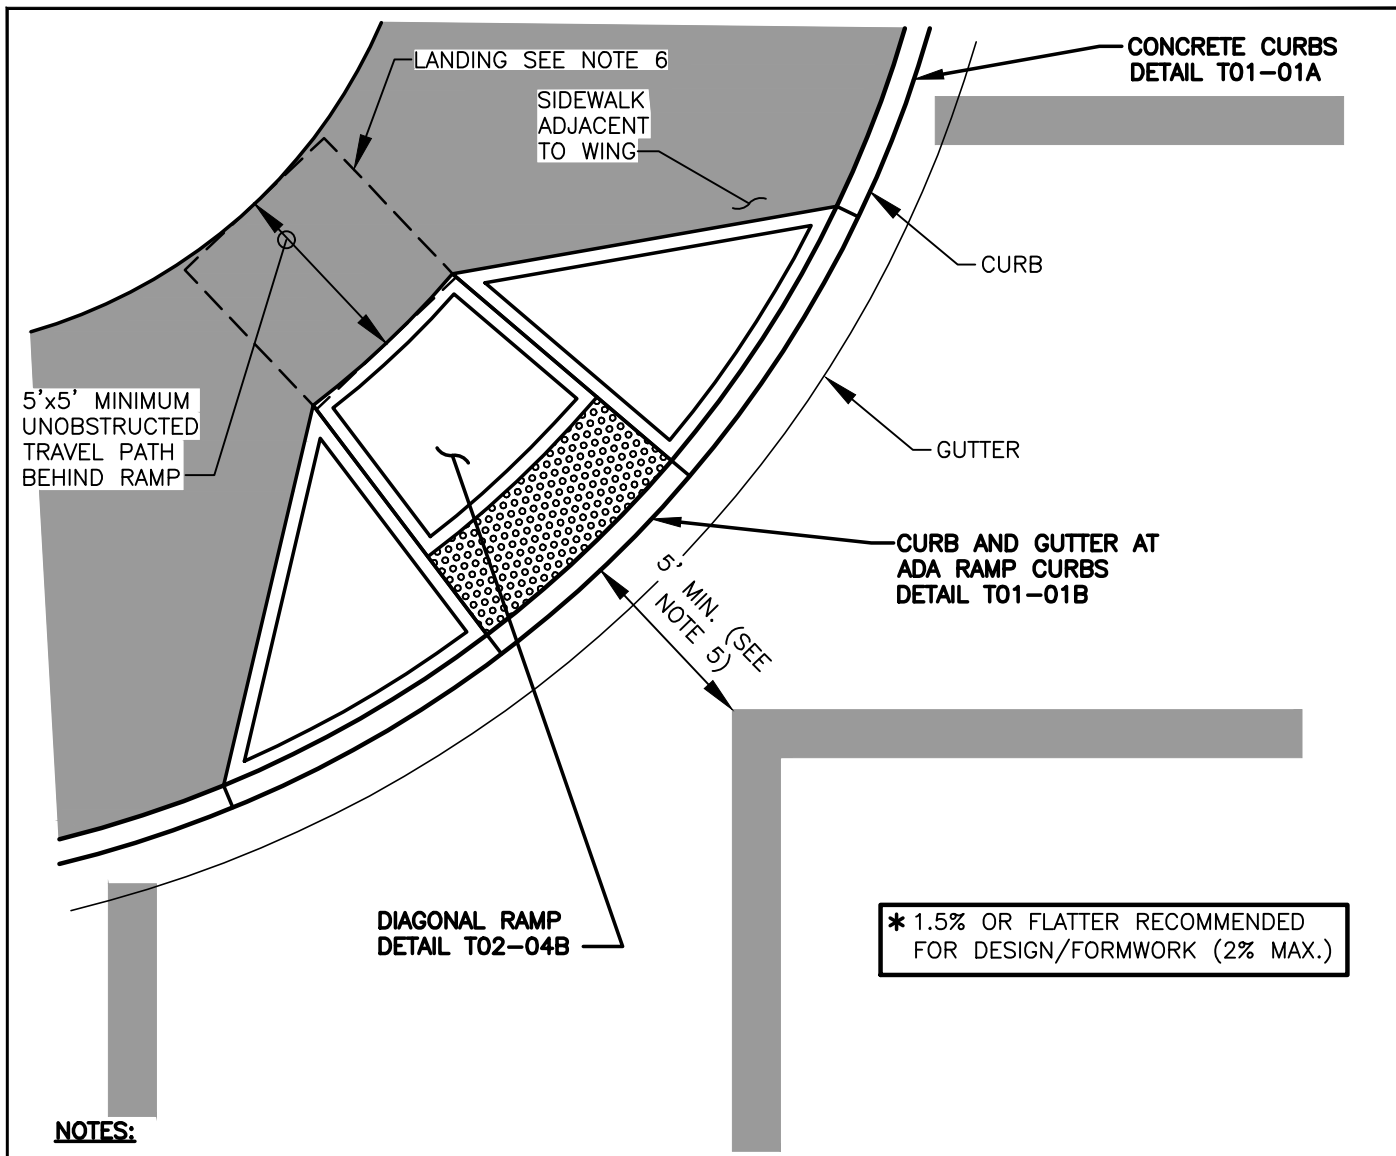 LANDING SEE NOTE 6
CONCRETE CURBS
DETAIL T01-01A
SIDEWALK
ADJACENT
TO WING
CURB
5'x5' MINIMUM
UNOBSTRUCTED
TRAVEL PATH
BEHIND RAMP
GUTTER
CURB AND GUTTER AT
ADA RAMP CURBS
DETAIL T01-01B
5' MIN. (SEE
NOTE 5)
DIAGONAL RAMP
DETAIL T02-04B
* 1.5% OR FLATTER RECOMMENDED
FOR DESIGN/FORMWORK (2% MAX.)
NOTES: